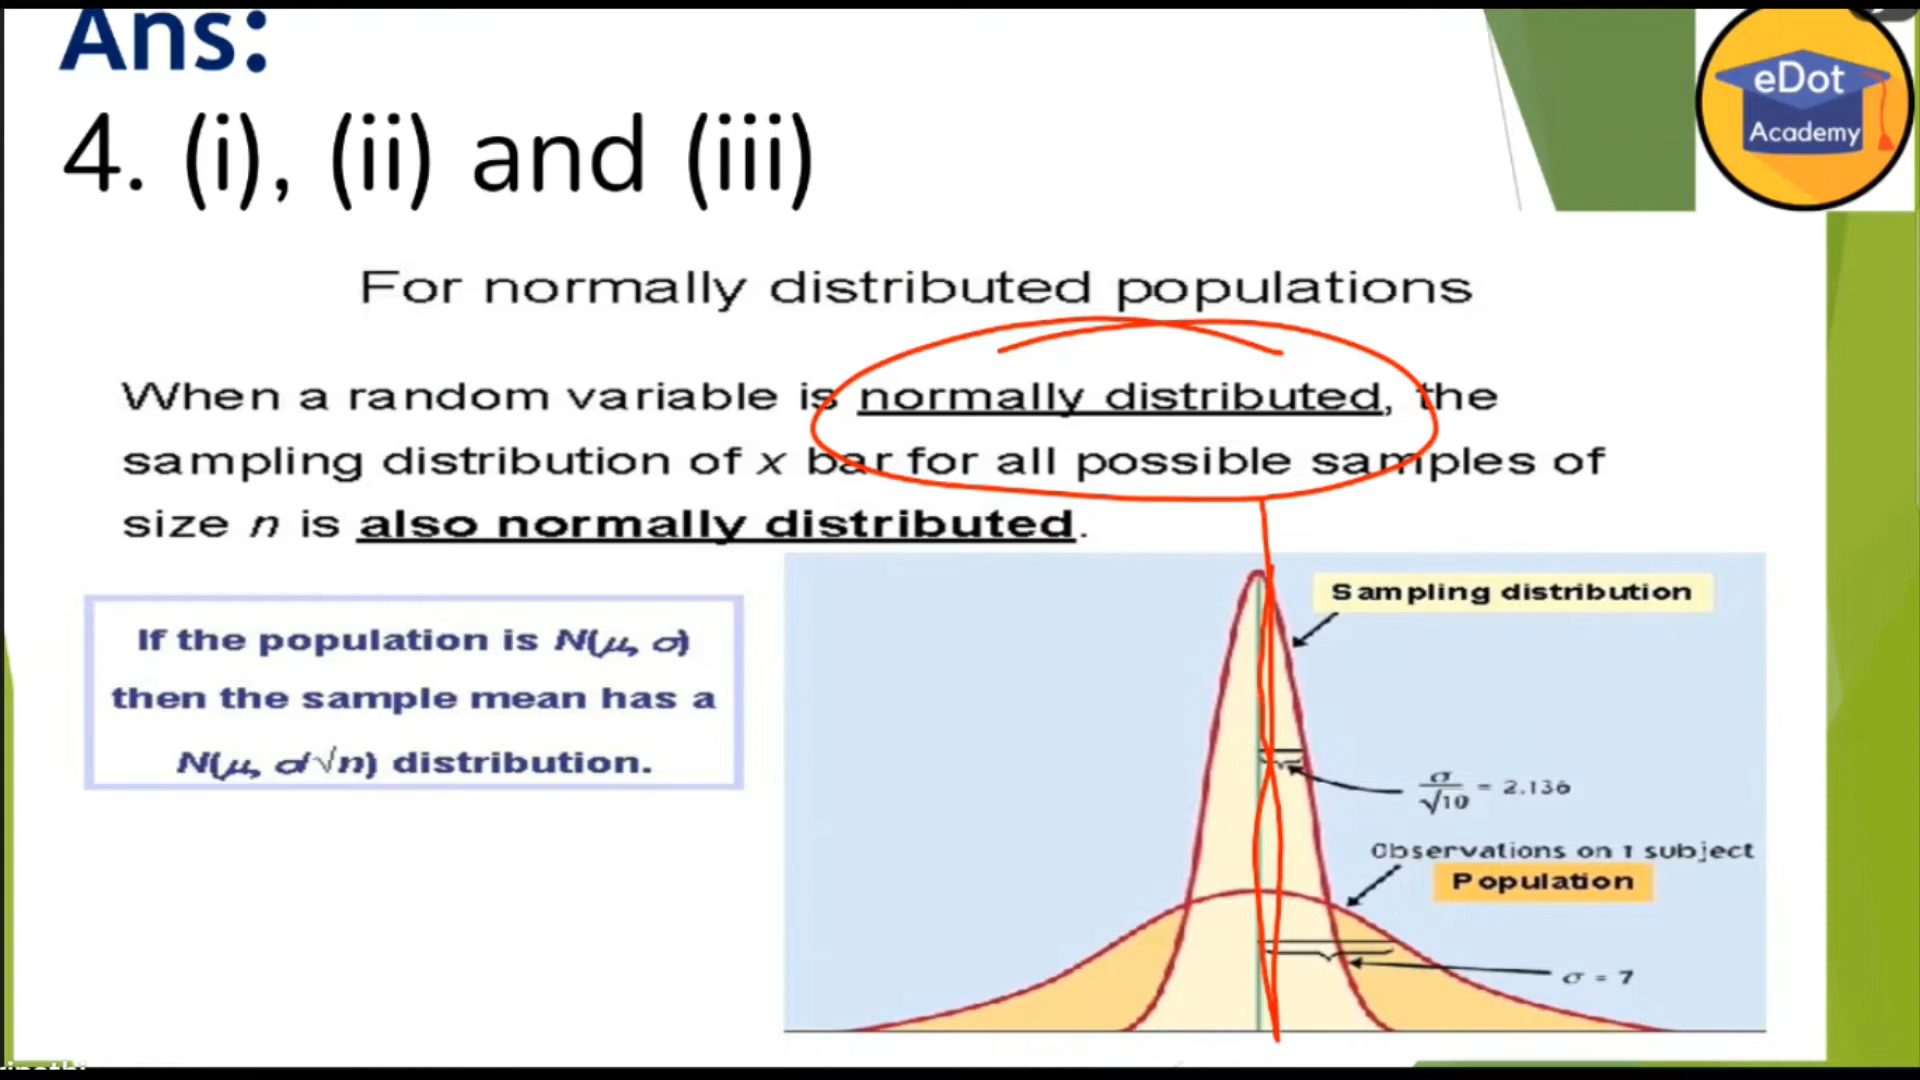 Ans:
eDot
Academy
4. (i), (ii) and (iii)
For normally distributed populations
When a random variable is normally distributed, the
sampling distribution of x bar for all possible samples of
size n is also normally distributed.
If the population is N(μ, σ)
then the sample mean has a
N(μ, σ/√n) distribution.
Sampling distribution
σ/√10 = 2.136
Observations on 1 subject
Population
σ = 7